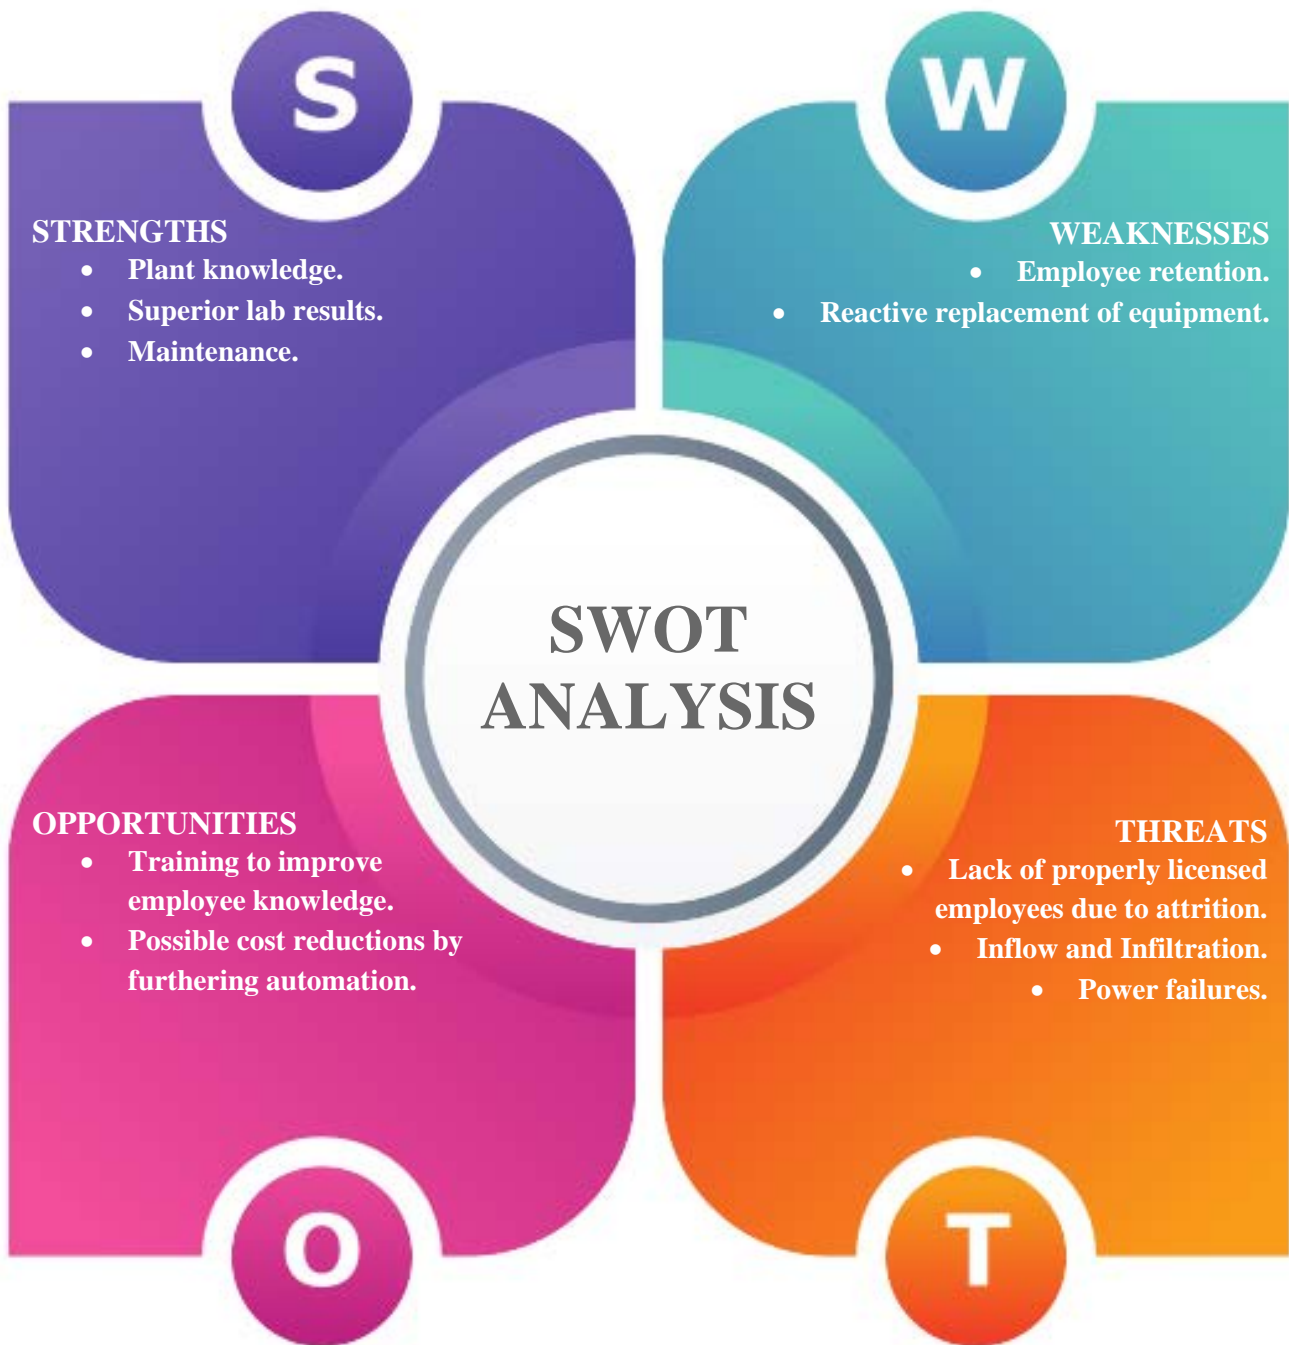 S
STRENGTHS
• Plant knowledge.
• Superior lab results.
• Maintenance.
W
WEAKNESSES
• Employee retention.
• Reactive replacement of equipment.
SWOT
ANALYSIS
OPPORTUNITIES
• Training to improve
employee knowledge.
• Possible cost reductions by
furthering automation.
O
THREATS
• Lack of properly licensed
employees due to attrition.
• Inflow and Infiltration.
• Power failures.
T